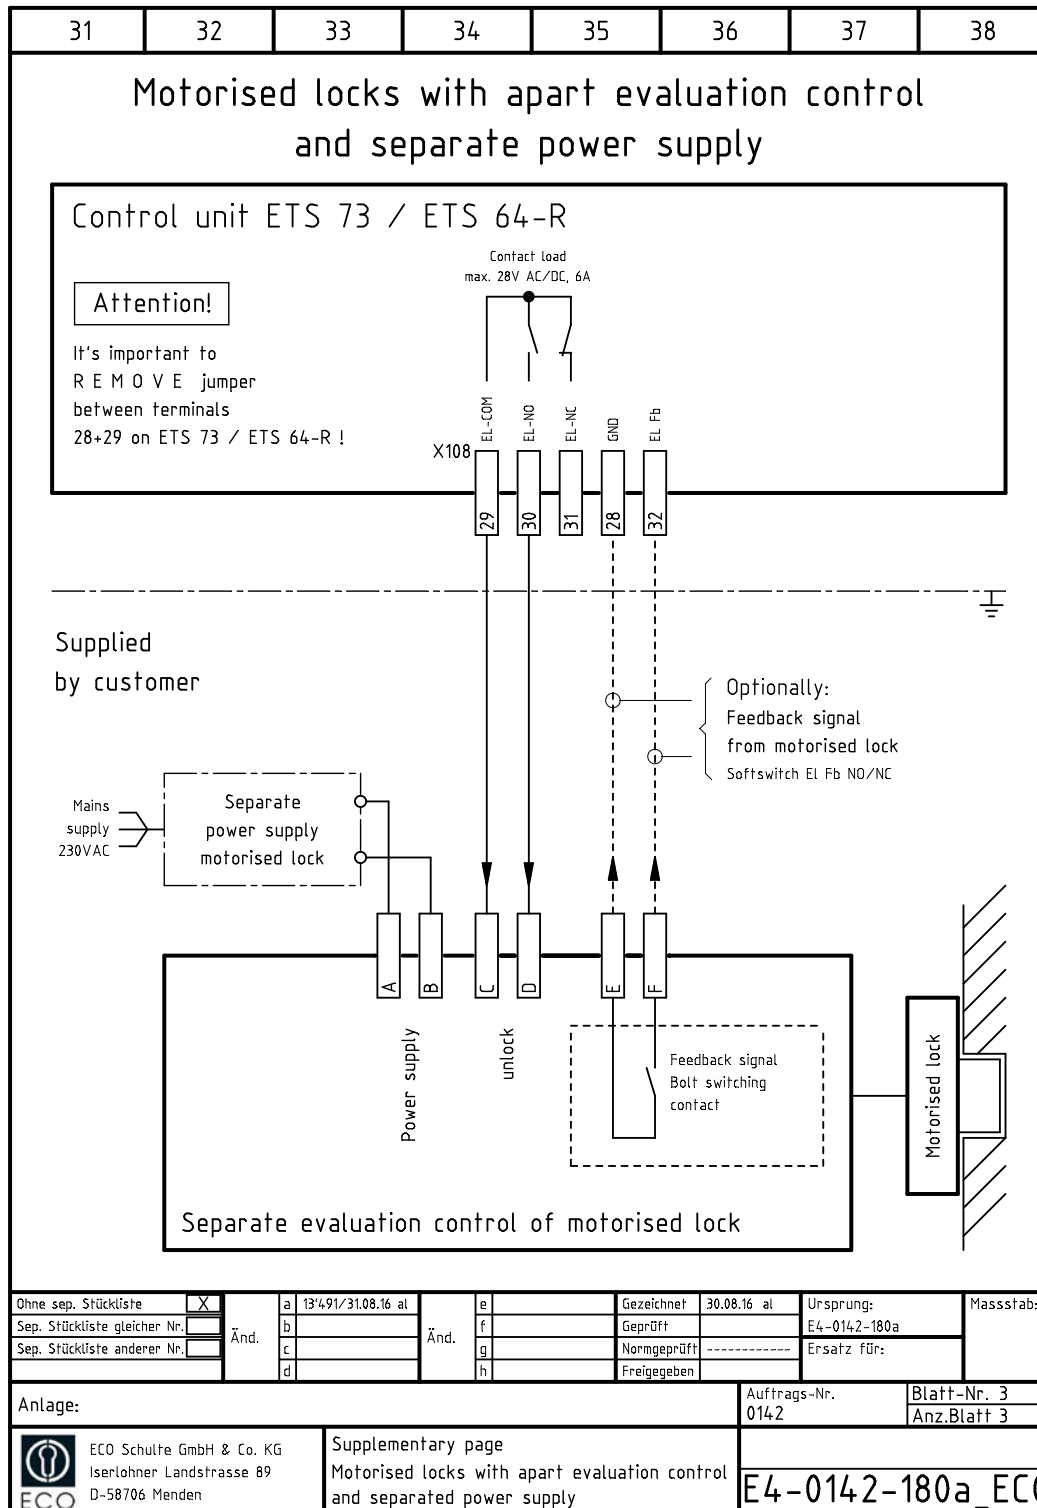 31 32 33 34 35 36 37 38
Motorised locks with apart evaluation control
and separate power supply
Control unit ETS 73 / ETS 64-R
Contact load
max. 28V AC/DC, 6A
Attention!
It's important to
R E M O V E jumper
between terminals
28+29 on ETS 73 / ETS 64-R !
EL-COM EL-NO EL-NC GND EL Fb
X108
29 30 31 28 32
Supplied
by customer
Optionally:
Feedback signal
from motorised lock
Softswitch El Fb NO/NC
Mains
supply
230VAC
Separate
power supply
motorised lock
A B C D E F
Power supply
unlock
Feedback signal
Bolt switching
contact
Motorised lock
Separate evaluation control of motorised lock
Ohne sep. Stückliste X
Sep. Stückliste gleicher Nr.
Sep. Stückliste anderer Nr.
Änd.
a 13'491/31.08.16 al
b
c
d
Änd.
e
f
g
h
Gezeichnet 30.08.16 al
Geprüft
Normgeprüft ------------
Freigegeben
Ursprung:
E4-0142-180a
Ersatz für:
Massstab:
Anlage:
Auftrags-Nr.
0142
Blatt-Nr. 3
Anz.Blatt 3
ECO
ECO Schulte GmbH & Co. KG
Iserlohner Landstrasse 89
D-58706 Menden
Supplementary page
Motorised locks with apart evaluation control
and separated power supply
E4-0142-180a_ECO